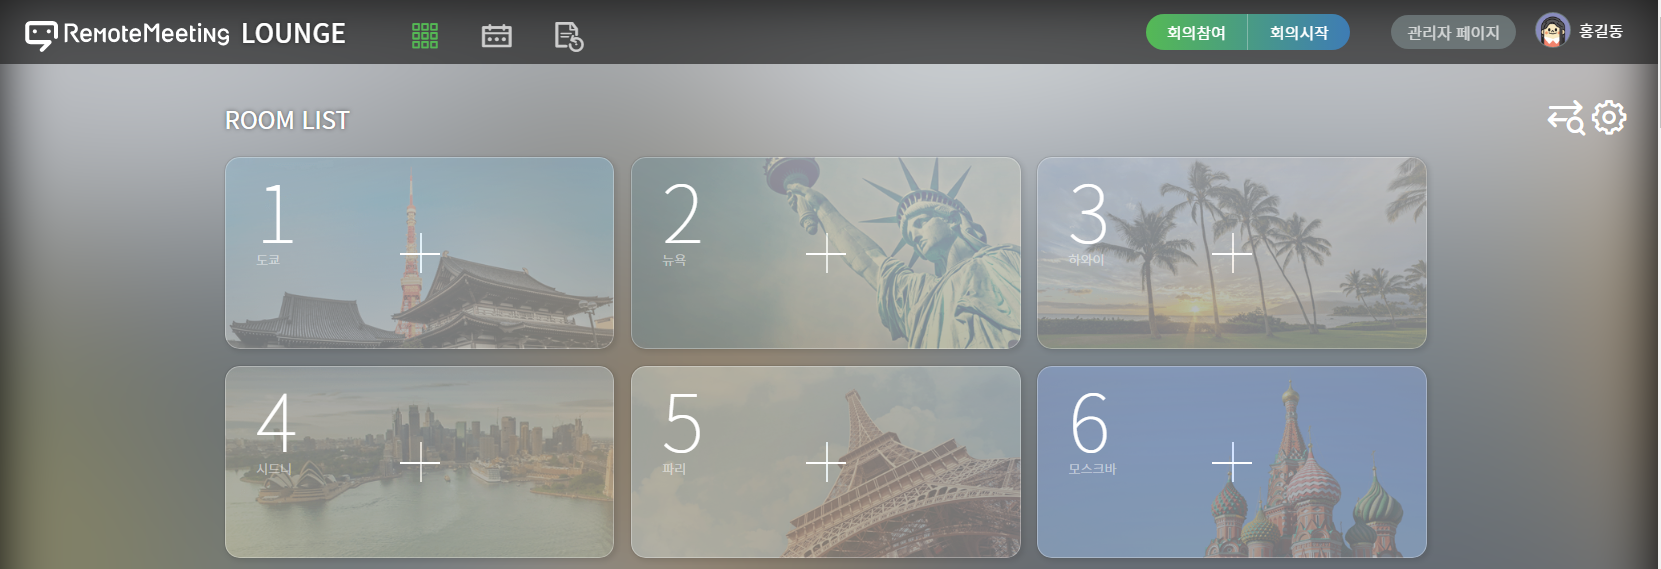 RemoteMeeting LOUNGE
회의참여 회의시작 관리자 페이지 홍길동
ROOM LIST
1 2 3
도쿄 뉴욕 하와이
4 5 6
시드니 파리 모스크바